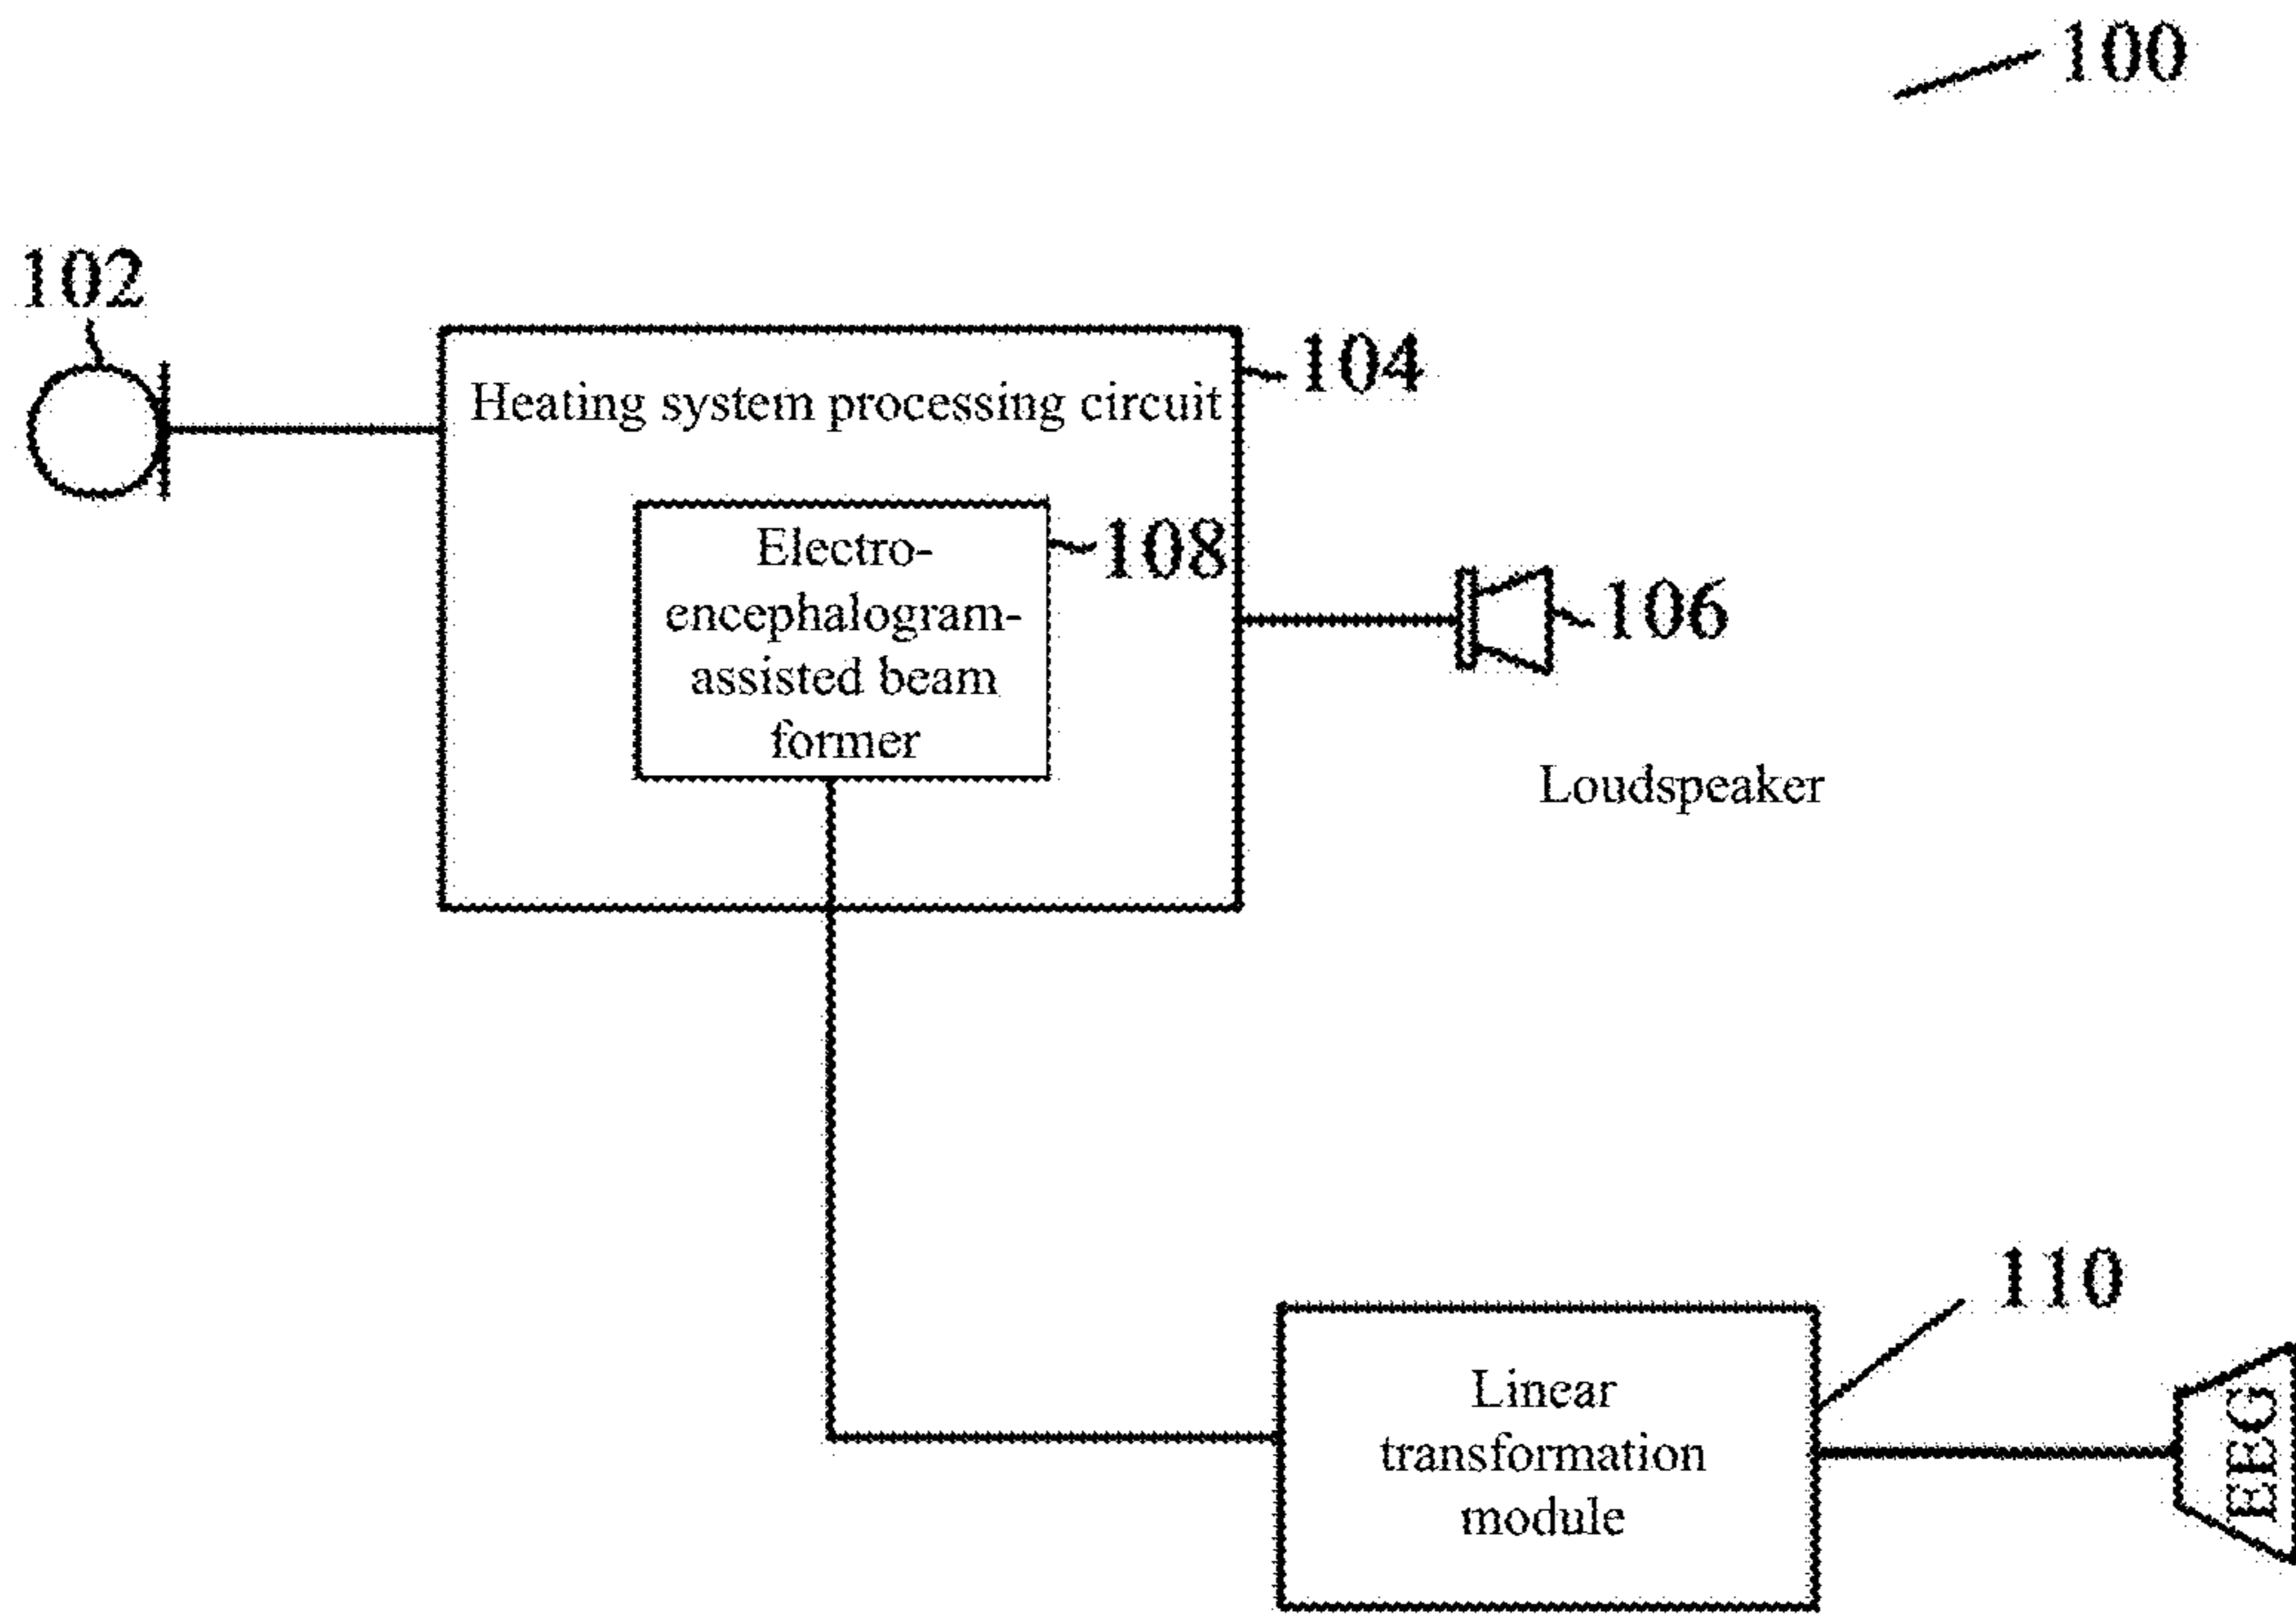 100
102
Heating system processing circuit
104
Electro-
encephalogram-
assisted beam
former
108
106
Loudspeaker
110
Linear
transformation
module
EEG